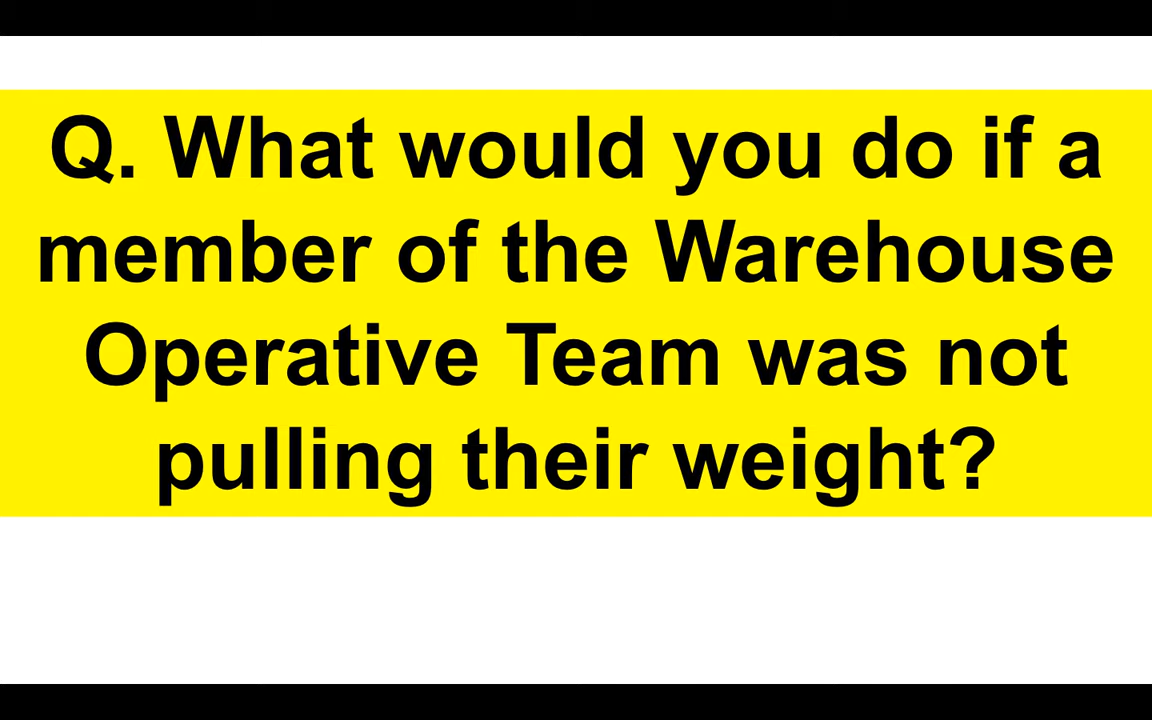 Q. What would you do if a
member of the Warehouse
Operative Team was not
pulling their weight?